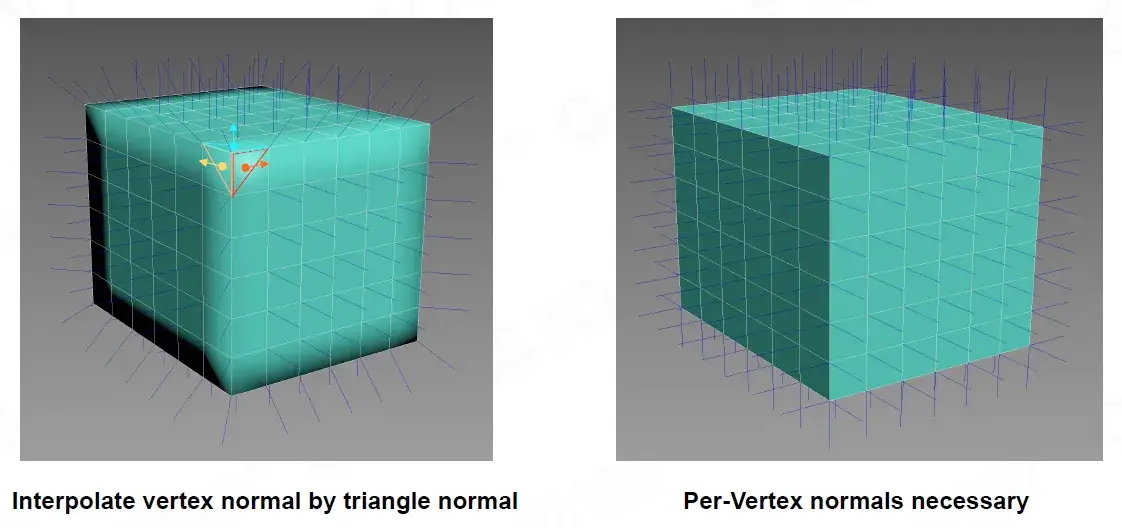 Interpolate vertex normal by triangle normal
Per-Vertex normals necessary